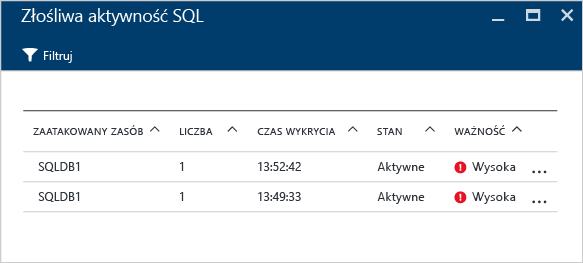 Złośliwa aktywność SQL
Filtruj
ZAATAKOWANY ZASÓB LICZBA CZAS WYKRYCIA STAN WAŻNOŚĆ
SQLDB1 1 13:52:42 Aktywne Wysoka ...
SQLDB1 1 13:49:33 Aktywne Wysoka ...